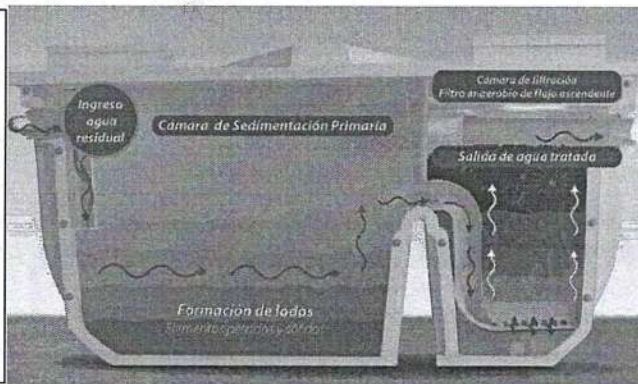 Ingreso
agua
residual
Cámara de Sedimentación Primaria
Cámara de filtración
Filtro anaerobio de flujo ascendente
Salida de agua tratada
Formación de lodos
y sólidos